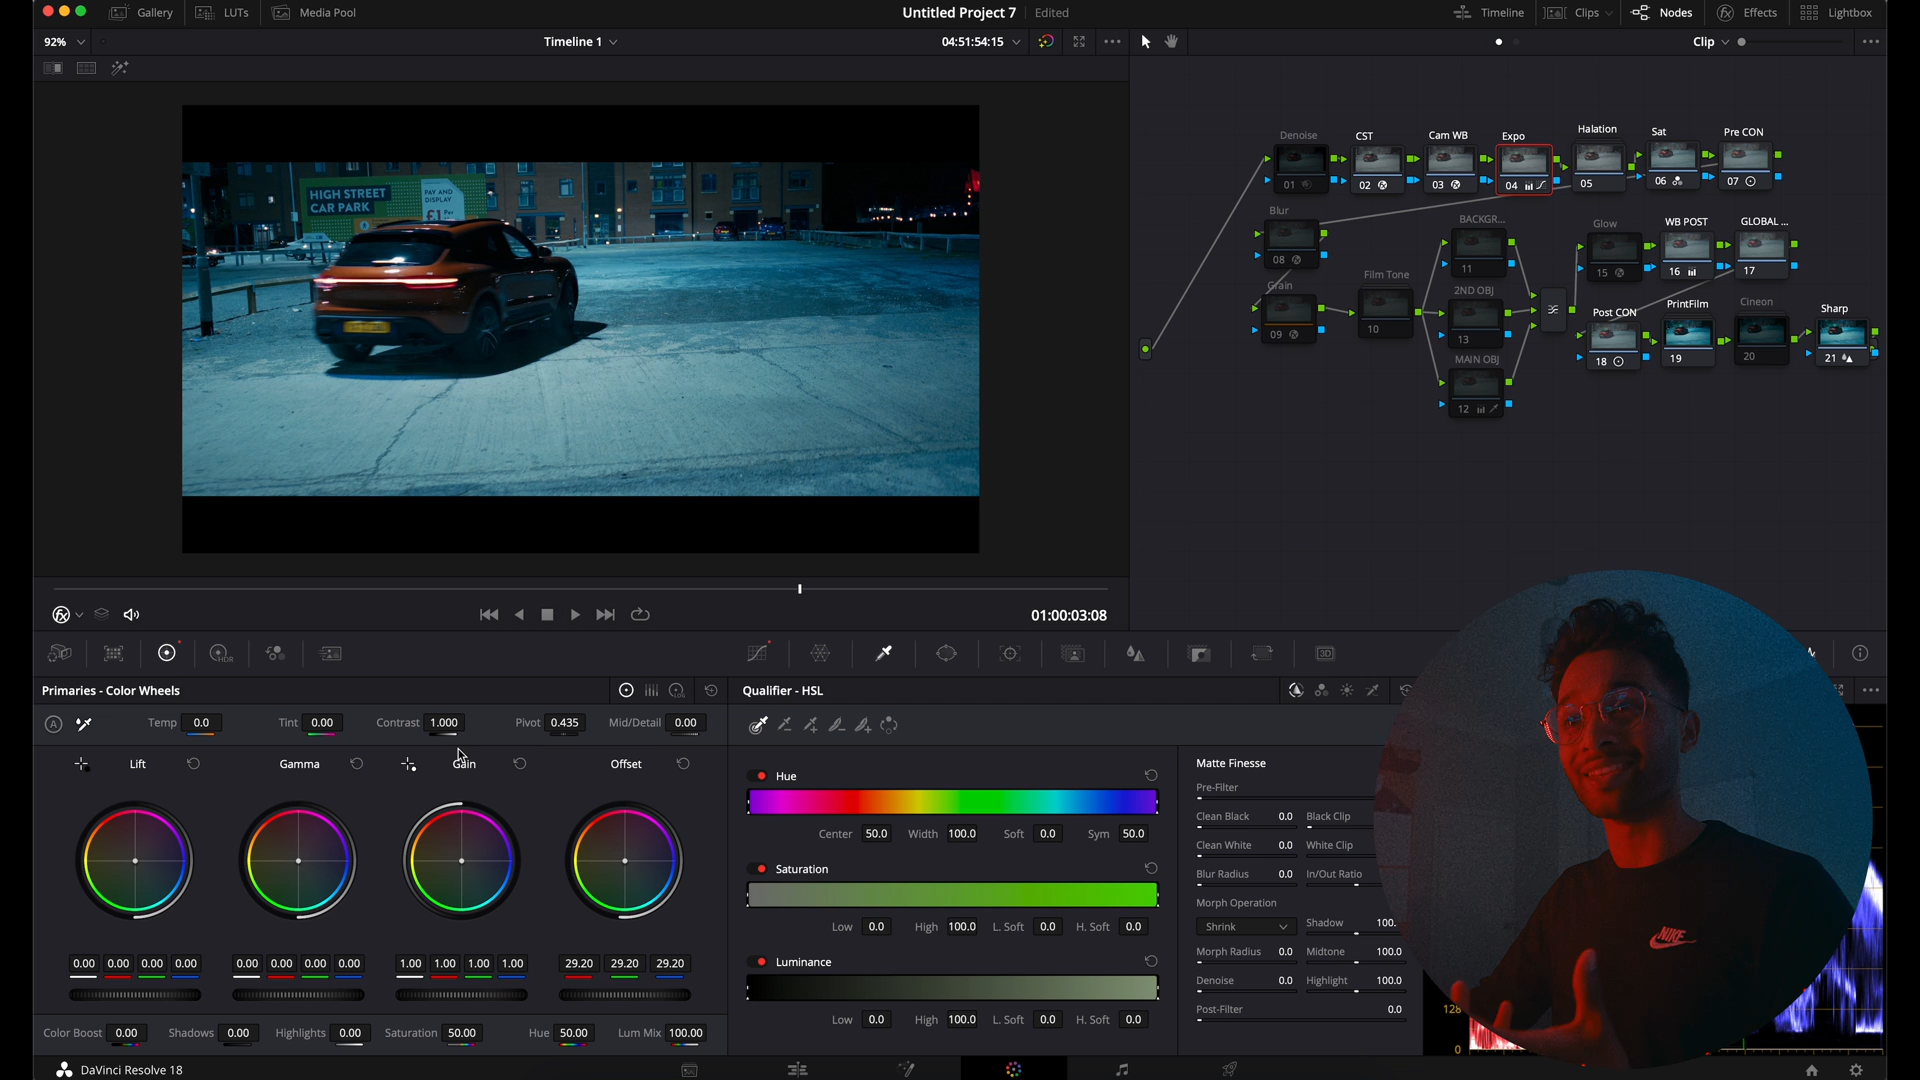 Gallery LUTs Media Pool Untitled Project 7 Edited Timeline Clips Nodes Effects Lightbox
92% Timeline 1 04:51:54:15 Clip
HIGH STREET
CAR PARK
PAY AND
DISPLAY
£1 Per
Denoise CST Cam WB Expo Halation Sat Pre CON
01 02 03 04 05 06 07
Blur BACKGR... Glow WB POST GLOBAL ...
08 11 15 16 17
Grain Film Tone 2ND OBJ Post CON PrintFilm Cineon Sharp
09 10 13 18 19 20 21
MAIN OBJ
12
01:00:03:08
HDR
3D
Primaries - Color Wheels LOG Qualifier - HSL
A Temp 0.0 Tint 0.00 Contrast 1.000 Pivot 0.435 Mid/Detail 0.00
Lift Gamma Gain Offset
0.00 0.00 0.00 0.00 0.00 0.00 0.00 0.00 1.00 1.00 1.00 1.00 29.20 29.20 29.20
Color Boost 0.00 Shadows 0.00 Highlights 0.00 Saturation 50.00 Hue 50.00 Lum Mix 100.00
Hue
Center 50.0 Width 100.0 Soft 0.0 Sym 50.0
Saturation
Low 0.0 High 100.0 L. Soft 0.0 H. Soft 0.0
Luminance
Low 0.0 High 100.0 L. Soft 0.0 H. Soft 0.0
Matte Finesse
Pre-Filter
Clean Black 0.0 Black Clip
Clean White 0.0 White Clip
Blur Radius 0.0 In/Out Ratio
Morph Operation
Shrink Shadow 100.
Morph Radius 0.0 Midtone 100.0
Denoise 0.0 Highlight 100.0
Post-Filter 0.0
128
0
NIKE
DaVinci Resolve 18